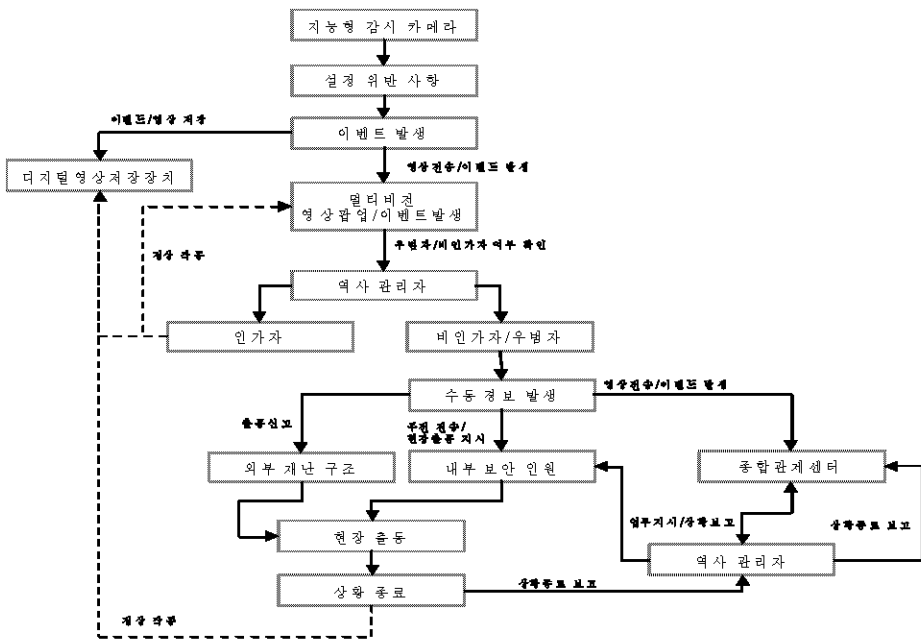 지능형 감시 카메라
설정 위반 사항
이벤트/영상 저장
이벤트 발생
영상전송/이벤트 발생
디지털영상저장장치
멀티비전
영상팝업/이벤트발생
우범자/비인가자 여부 확인
정상 작동
역사 관리자
인가자
비인가자/우범자
수동 경보 발생
영상전송/이벤트 발생
출동신고
무전 전송/
현장출동 지시
외부 재난 구조
내부 보안 인원
종합관제센터
업무지시/상황보고
상황종료 보고
현장 출동
역사 관리자
상황 종료
상황종료 보고
정상 작동